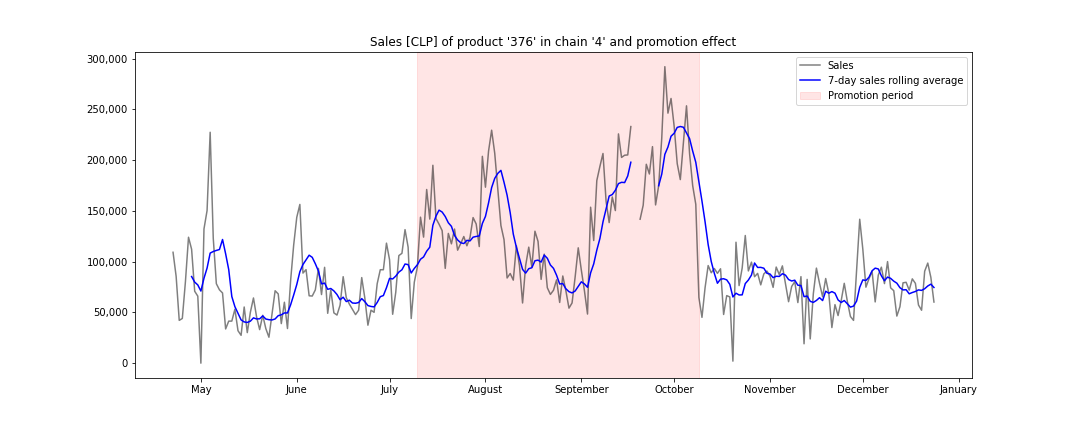 Sales [CLP] of product '376' in chain '4' and promotion effect
300,000
250,000
200,000
150,000
100,000
50,000
0
Sales
7-day sales rolling average
Promotion period
May June July August September October November December January